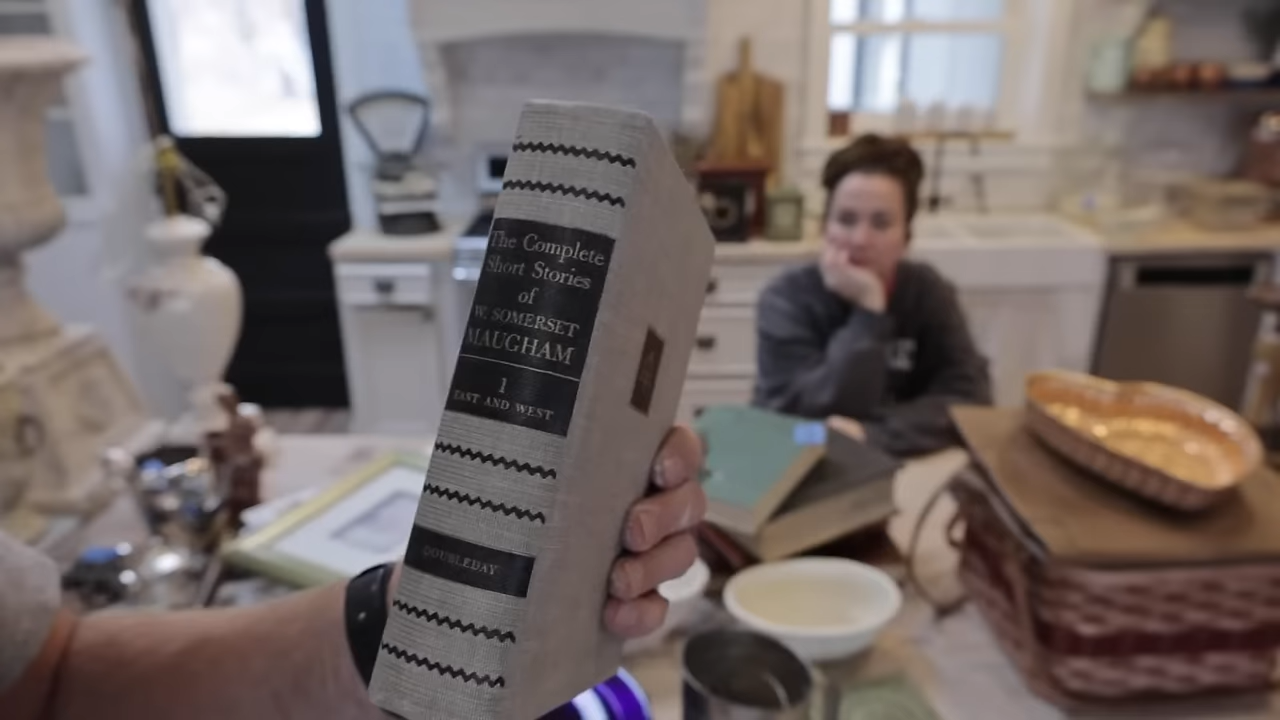 The Complete
Short Stories
of
W. SOMERSET
MAUGHAM
1
EAST AND WEST
DOUBLEDAY